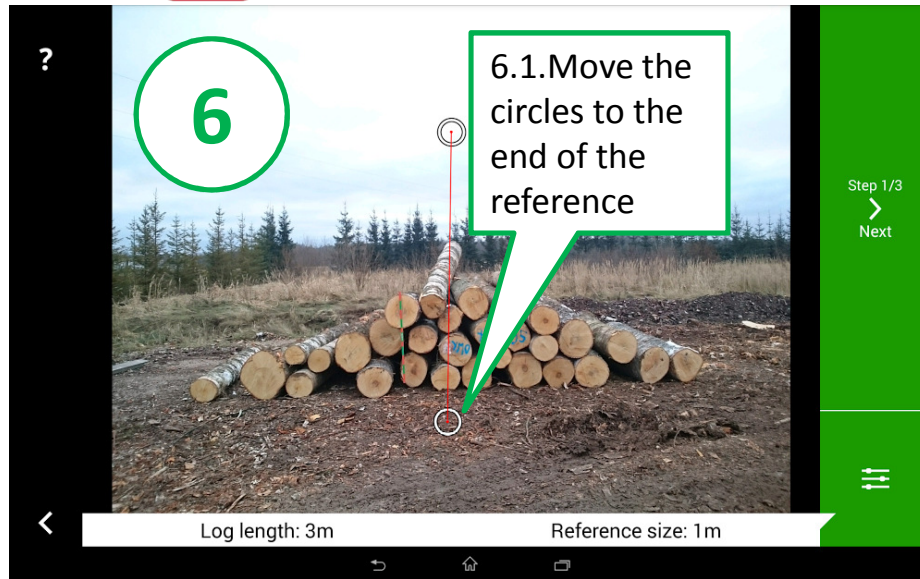 ?
6
6.1.Move the
circles to the
end of the
reference
Step 1/3
Next
Log length: 3m
Reference size: 1m